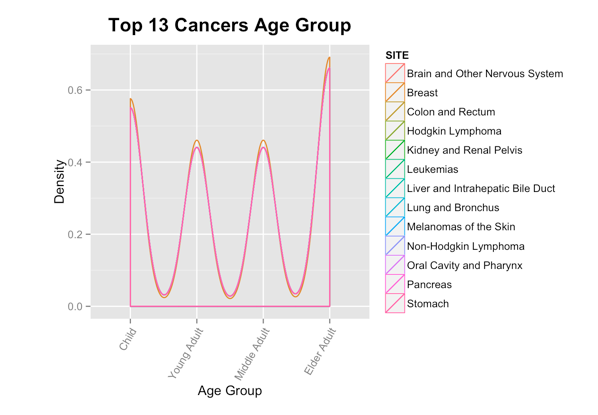 Top 13 Cancers Age Group
0.6
0.4
0.2
0.0
Density
Child
Young Adult
Middle Adult
Elder Adult
Age Group
SITE
Brain and Other Nervous System
Breast
Colon and Rectum
Hodgkin Lymphoma
Kidney and Renal Pelvis
Leukemias
Liver and Intrahepatic Bile Duct
Lung and Bronchus
Melanomas of the Skin
Non-Hodgkin Lymphoma
Oral Cavity and Pharynx
Pancreas
Stomach